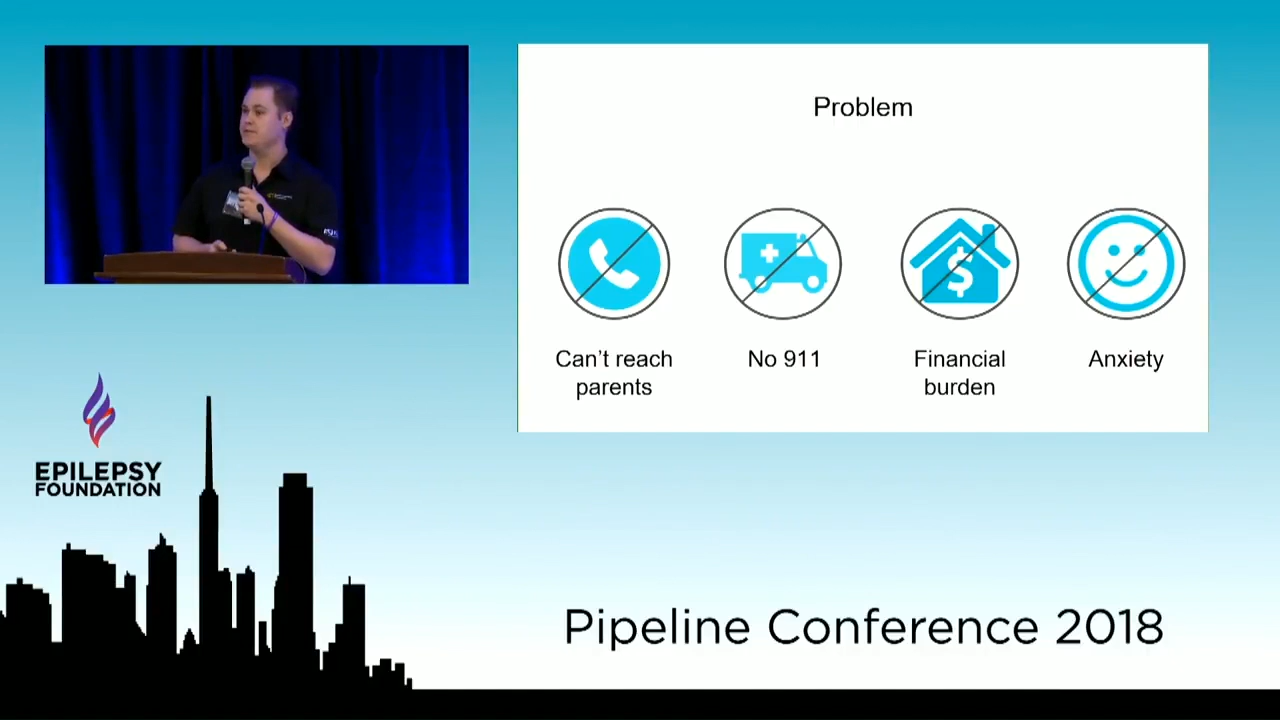 Problem
Can't reach
parents
No 911
Financial
burden
Anxiety
$
EPILEPSY
FOUNDATION
Pipeline Conference 2018